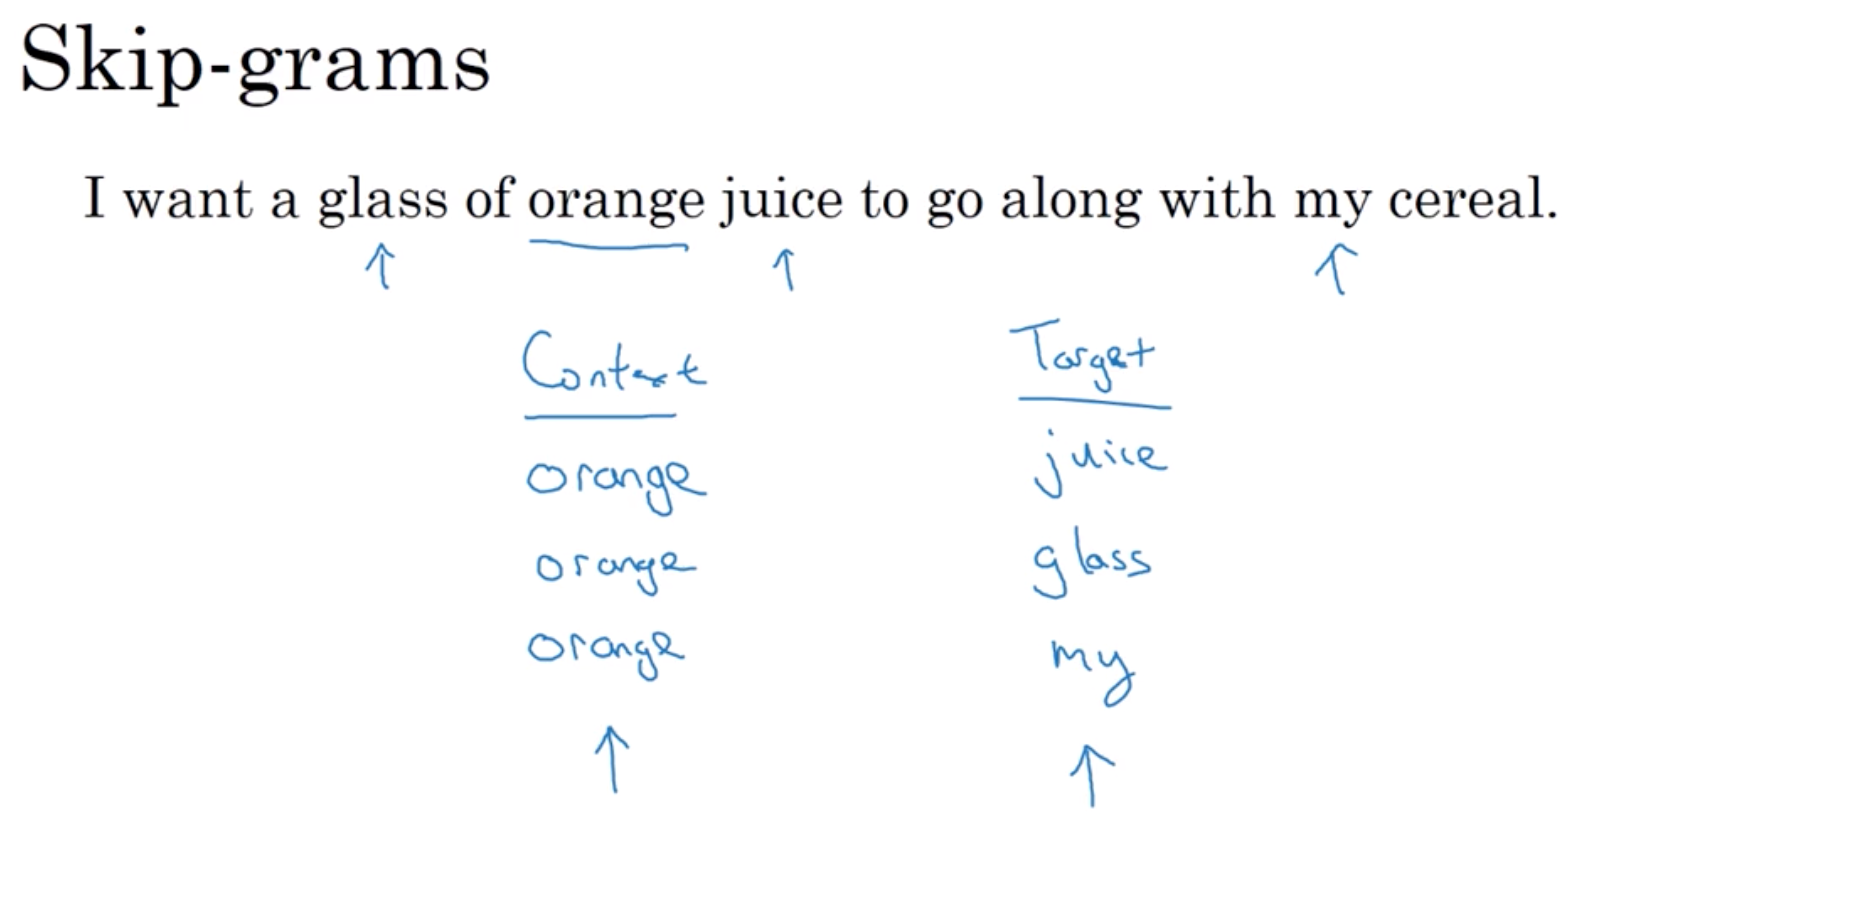 Skip-grams
I want a glass of orange juice to go along with my cereal.
Context Target
orange juice
orange glass
orange my